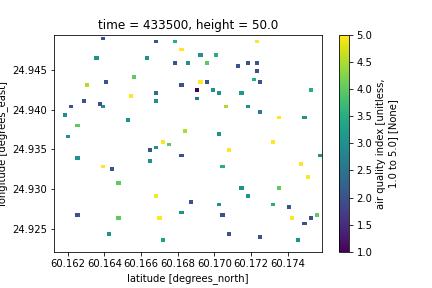 time = 433500, height = 50.0
24.945
24.940
24.935
24.930
24.925
longitude [degrees_east]
60.162 60.164 60.166 60.168 60.170 60.172 60.174
latitude [degrees_north]
5.0
4.5
4.0
3.5
3.0
2.5
2.0
1.5
1.0
air quality index [unitless,
1.0 to 5.0] [None]